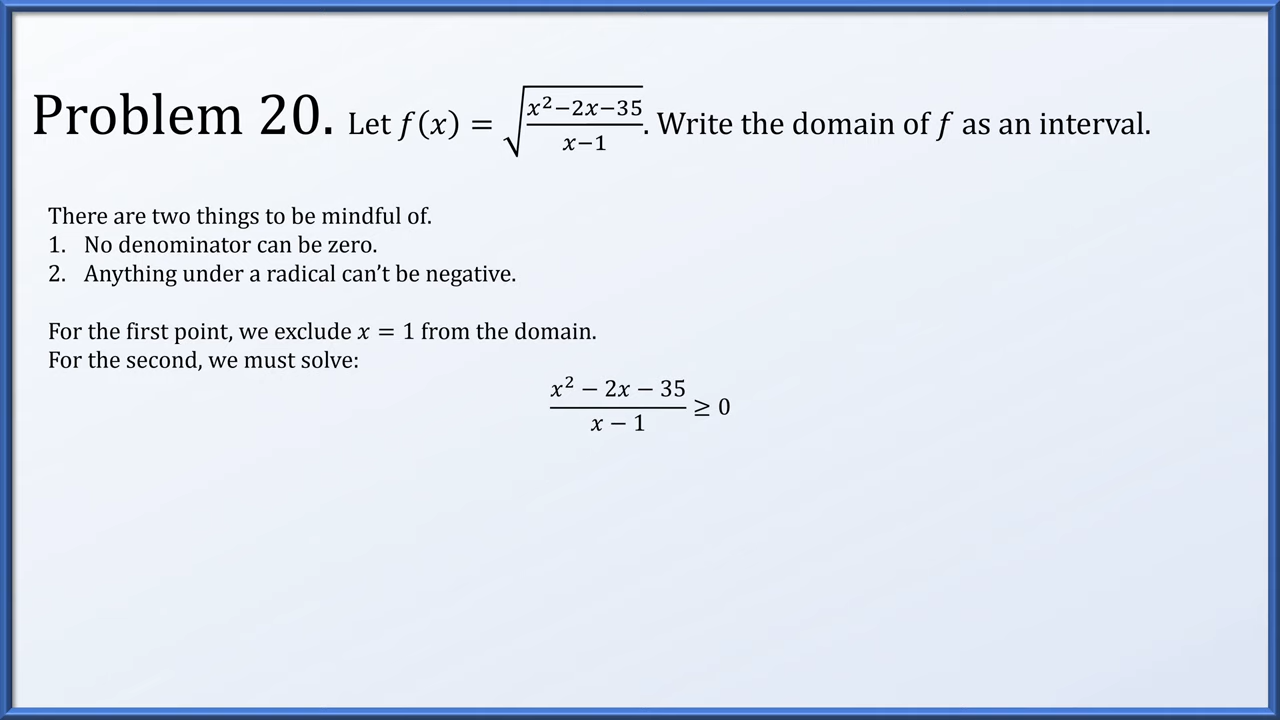 Problem 20. Let f(x) = √((x²−2x−35)/(x−1)). Write the domain of f as an interval.
There are two things to be mindful of.
1. No denominator can be zero.
2. Anything under a radical can’t be negative.
For the first point, we exclude x = 1 from the domain.
For the second, we must solve:
(x² − 2x − 35)/(x − 1) ≥ 0